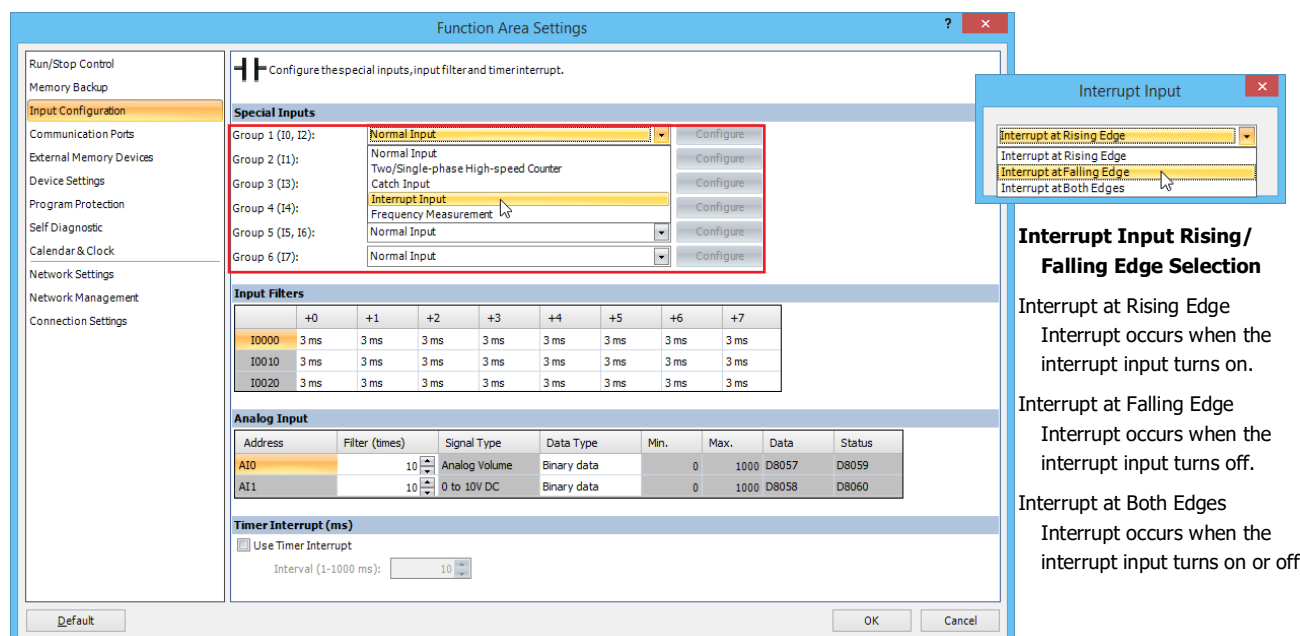 Function Area Settings
?
Run/Stop Control
Memory Backup
Input Configuration
Communication Ports
External Memory Devices
Device Settings
Program Protection
Self Diagnostic
Calendar & Clock
Network Settings
Network Management
Connection Settings
Configure the special inputs, input filter and timer interrupt.
Special Inputs
Group 1 (I0, I2): Normal Input Configure
Group 2 (I1): Configure
Group 3 (I3): Configure
Group 4 (I4): Configure
Normal Input
Two/Single-phase High-speed Counter
Catch Input
Interrupt Input
Frequency Measurement
Group 5 (I5, I6): Normal Input Configure
Group 6 (I7): Normal Input Configure
Input Filters
+0 +1 +2 +3 +4 +5 +6 +7
I0000 3 ms 3 ms 3 ms 3 ms 3 ms 3 ms 3 ms 3 ms
I0010 3 ms 3 ms 3 ms 3 ms 3 ms 3 ms 3 ms 3 ms
I0020 3 ms 3 ms 3 ms 3 ms 3 ms 3 ms 3 ms 3 ms
Analog Input
Address Filter (times) Signal Type Data Type Min. Max. Data Status
AI0 10 Analog Volume Binary data 0 1000 D8057 D8059
AI1 10 0 to 10V DC Binary data 0 1000 D8058 D8060
Timer Interrupt (ms)
Use Timer Interrupt
Interval (1-1000 ms): 10
Default OK Cancel
Interrupt Input
Interrupt at Rising Edge
Interrupt at Rising Edge
Interrupt at Falling Edge
Interrupt at Both Edges
Interrupt Input Rising/
Falling Edge Selection
Interrupt at Rising Edge
Interrupt occurs when the
interrupt input turns on.
Interrupt at Falling Edge
Interrupt occurs when the
interrupt input turns off.
Interrupt at Both Edges
Interrupt occurs when the
interrupt input turns on or off